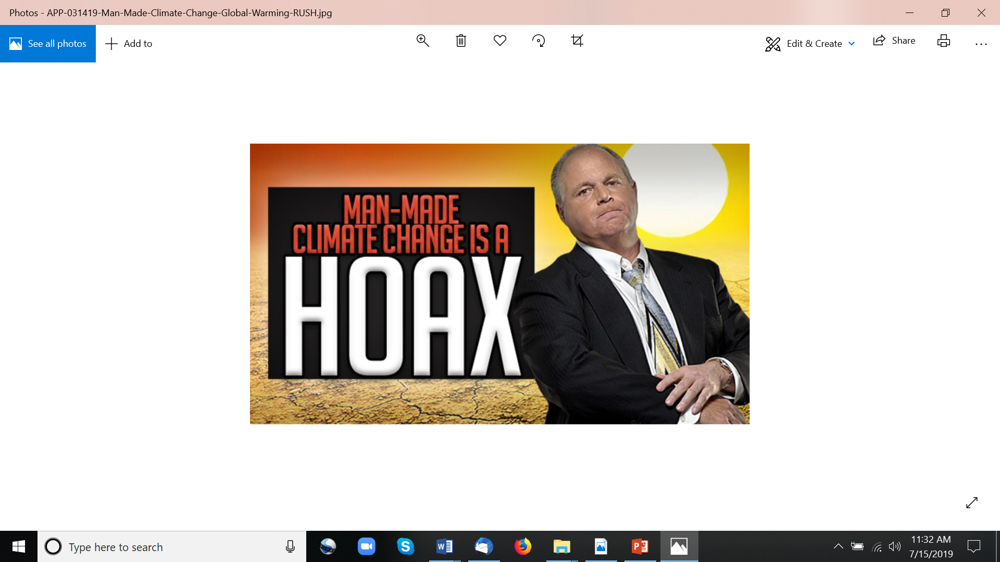 Photos - APP-031419-Man-Made-Climate-Change-Global-Warming-RUSH.jpg
See all photos
Add to
Edit & Create
Share
MAN-MADE
CLIMATE CHANGE IS A
HOAX
Type here to search
11:32 AM
7/15/2019